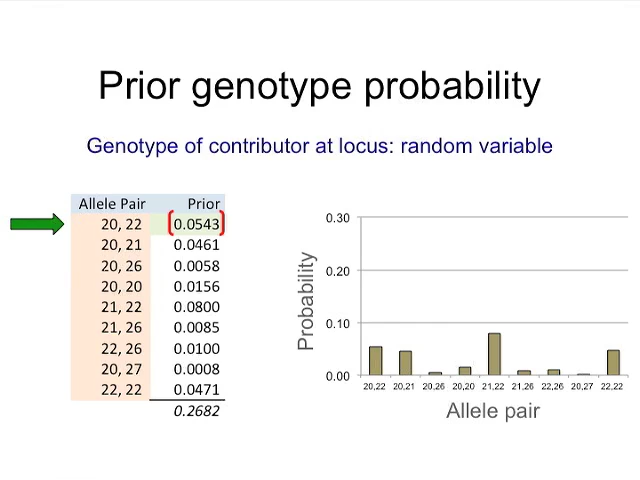 Prior genotype probability
Genotype of contributor at locus: random variable
Allele Pair Prior
20, 22 0.0543
20, 21 0.0461
20, 26 0.0058
20, 20 0.0156
21, 22 0.0800
21, 26 0.0085
22, 26 0.0100
20, 27 0.0008
22, 22 0.0471
0.2682
Probability
0.30
0.20
0.10
0.00
20,22 20,21 20,26 20,20 21,22 21,26 22,26 20,27 22,22
Allele pair